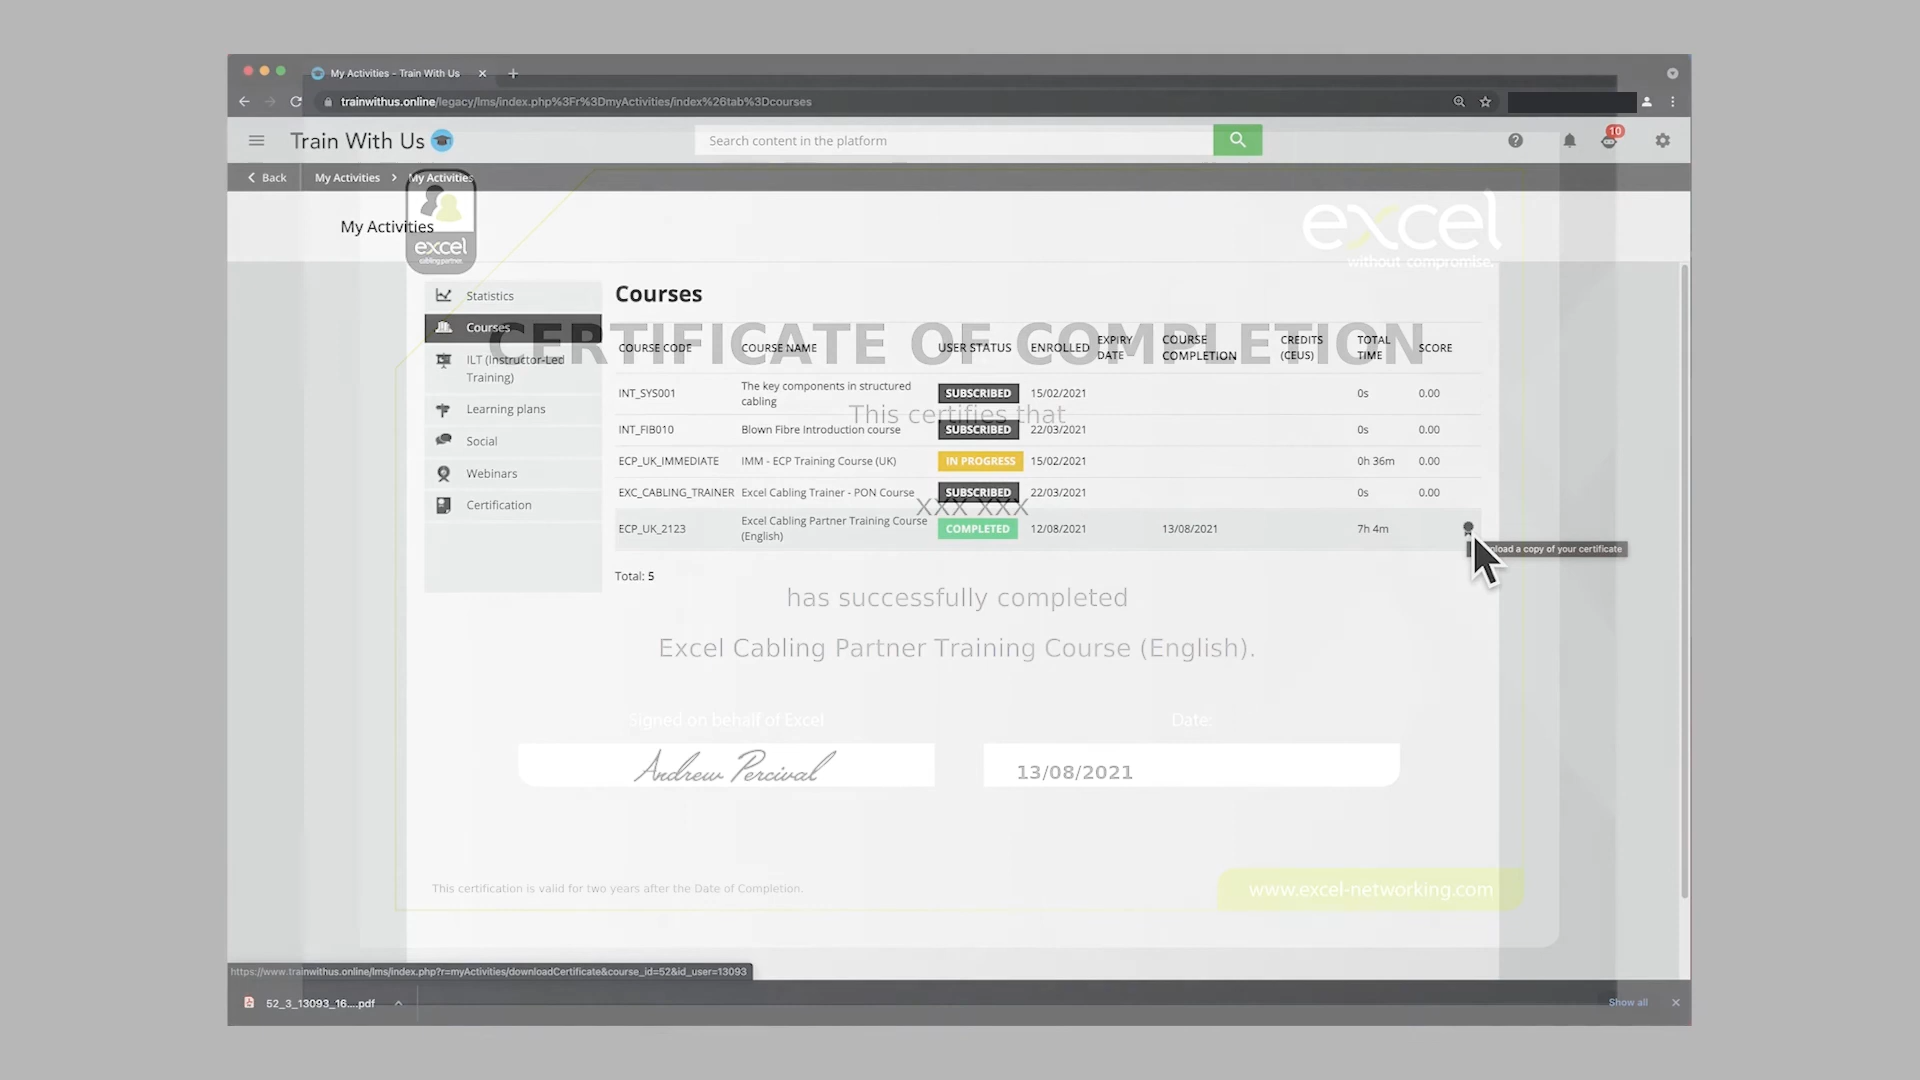 My Activities - Train With Us
trainwithus.online/legacy/lms/index.php%3Fr%3DmyActivities/index%26tab%3Dcourses
Train With Us
Search content in the platform
10
Back
My Activities > My Activities
My Activities
excel
cabling partner
excel
without compromise.
Statistics
Courses
ILT (Instructor-Led
Training)
Learning plans
Social
Webinars
Certification
Courses
CERTIFICATE OF COMPLETION
COURSE CODE COURSE NAME USER STATUS ENROLLED EXPIRY DATE COURSE COMPLETION CREDITS (CEUS) TOTAL TIME SCORE
INT_SYS001 The key components in structured cabling SUBSCRIBED 15/02/2021 0s 0.00
This certifies that
INT_FIB010 Blown Fibre Introduction course SUBSCRIBED 22/03/2021 0s 0.00
ECP_UK_IMMEDIATE IMM - ECP Training Course (UK) IN PROGRESS 15/02/2021 0h 36m 0.00
EXC_CABLING_TRAINER Excel Cabling Trainer - PON Course SUBSCRIBED 22/03/2021 0s 0.00
XXX XXX
ECP_UK_2123 Excel Cabling Partner Training Course (English) COMPLETED 12/08/2021 13/08/2021 7h 4m
a copy of your certificate
Total: 5
has successfully completed
Excel Cabling Partner Training Course (English).
Signed on behalf of Excel
Date:
Andrew Percival
13/08/2021
This certification is valid for two years after the Date of Completion.
www.excel-networking.com
https://www.trainwithus.online/lms/index.php?r=myActivities/downloadCertificate&course_id=52&id_user=13093
52_3_13093_16....pdf
Show all